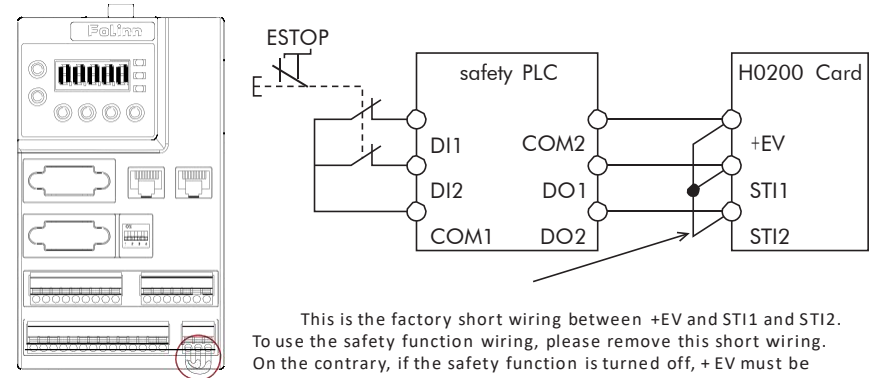 FoLinn
ESTOP
safety PLC
H0200 Card
DI1
COM2
+EV
DI2
DO1
STI1
COM1
DO2
STI2
This is the factory short wiring between +EV and STI1 and STI2.
To use the safety function wiring, please remove this short wiring.
On the contrary, if the safety function is turned off, + EV must be